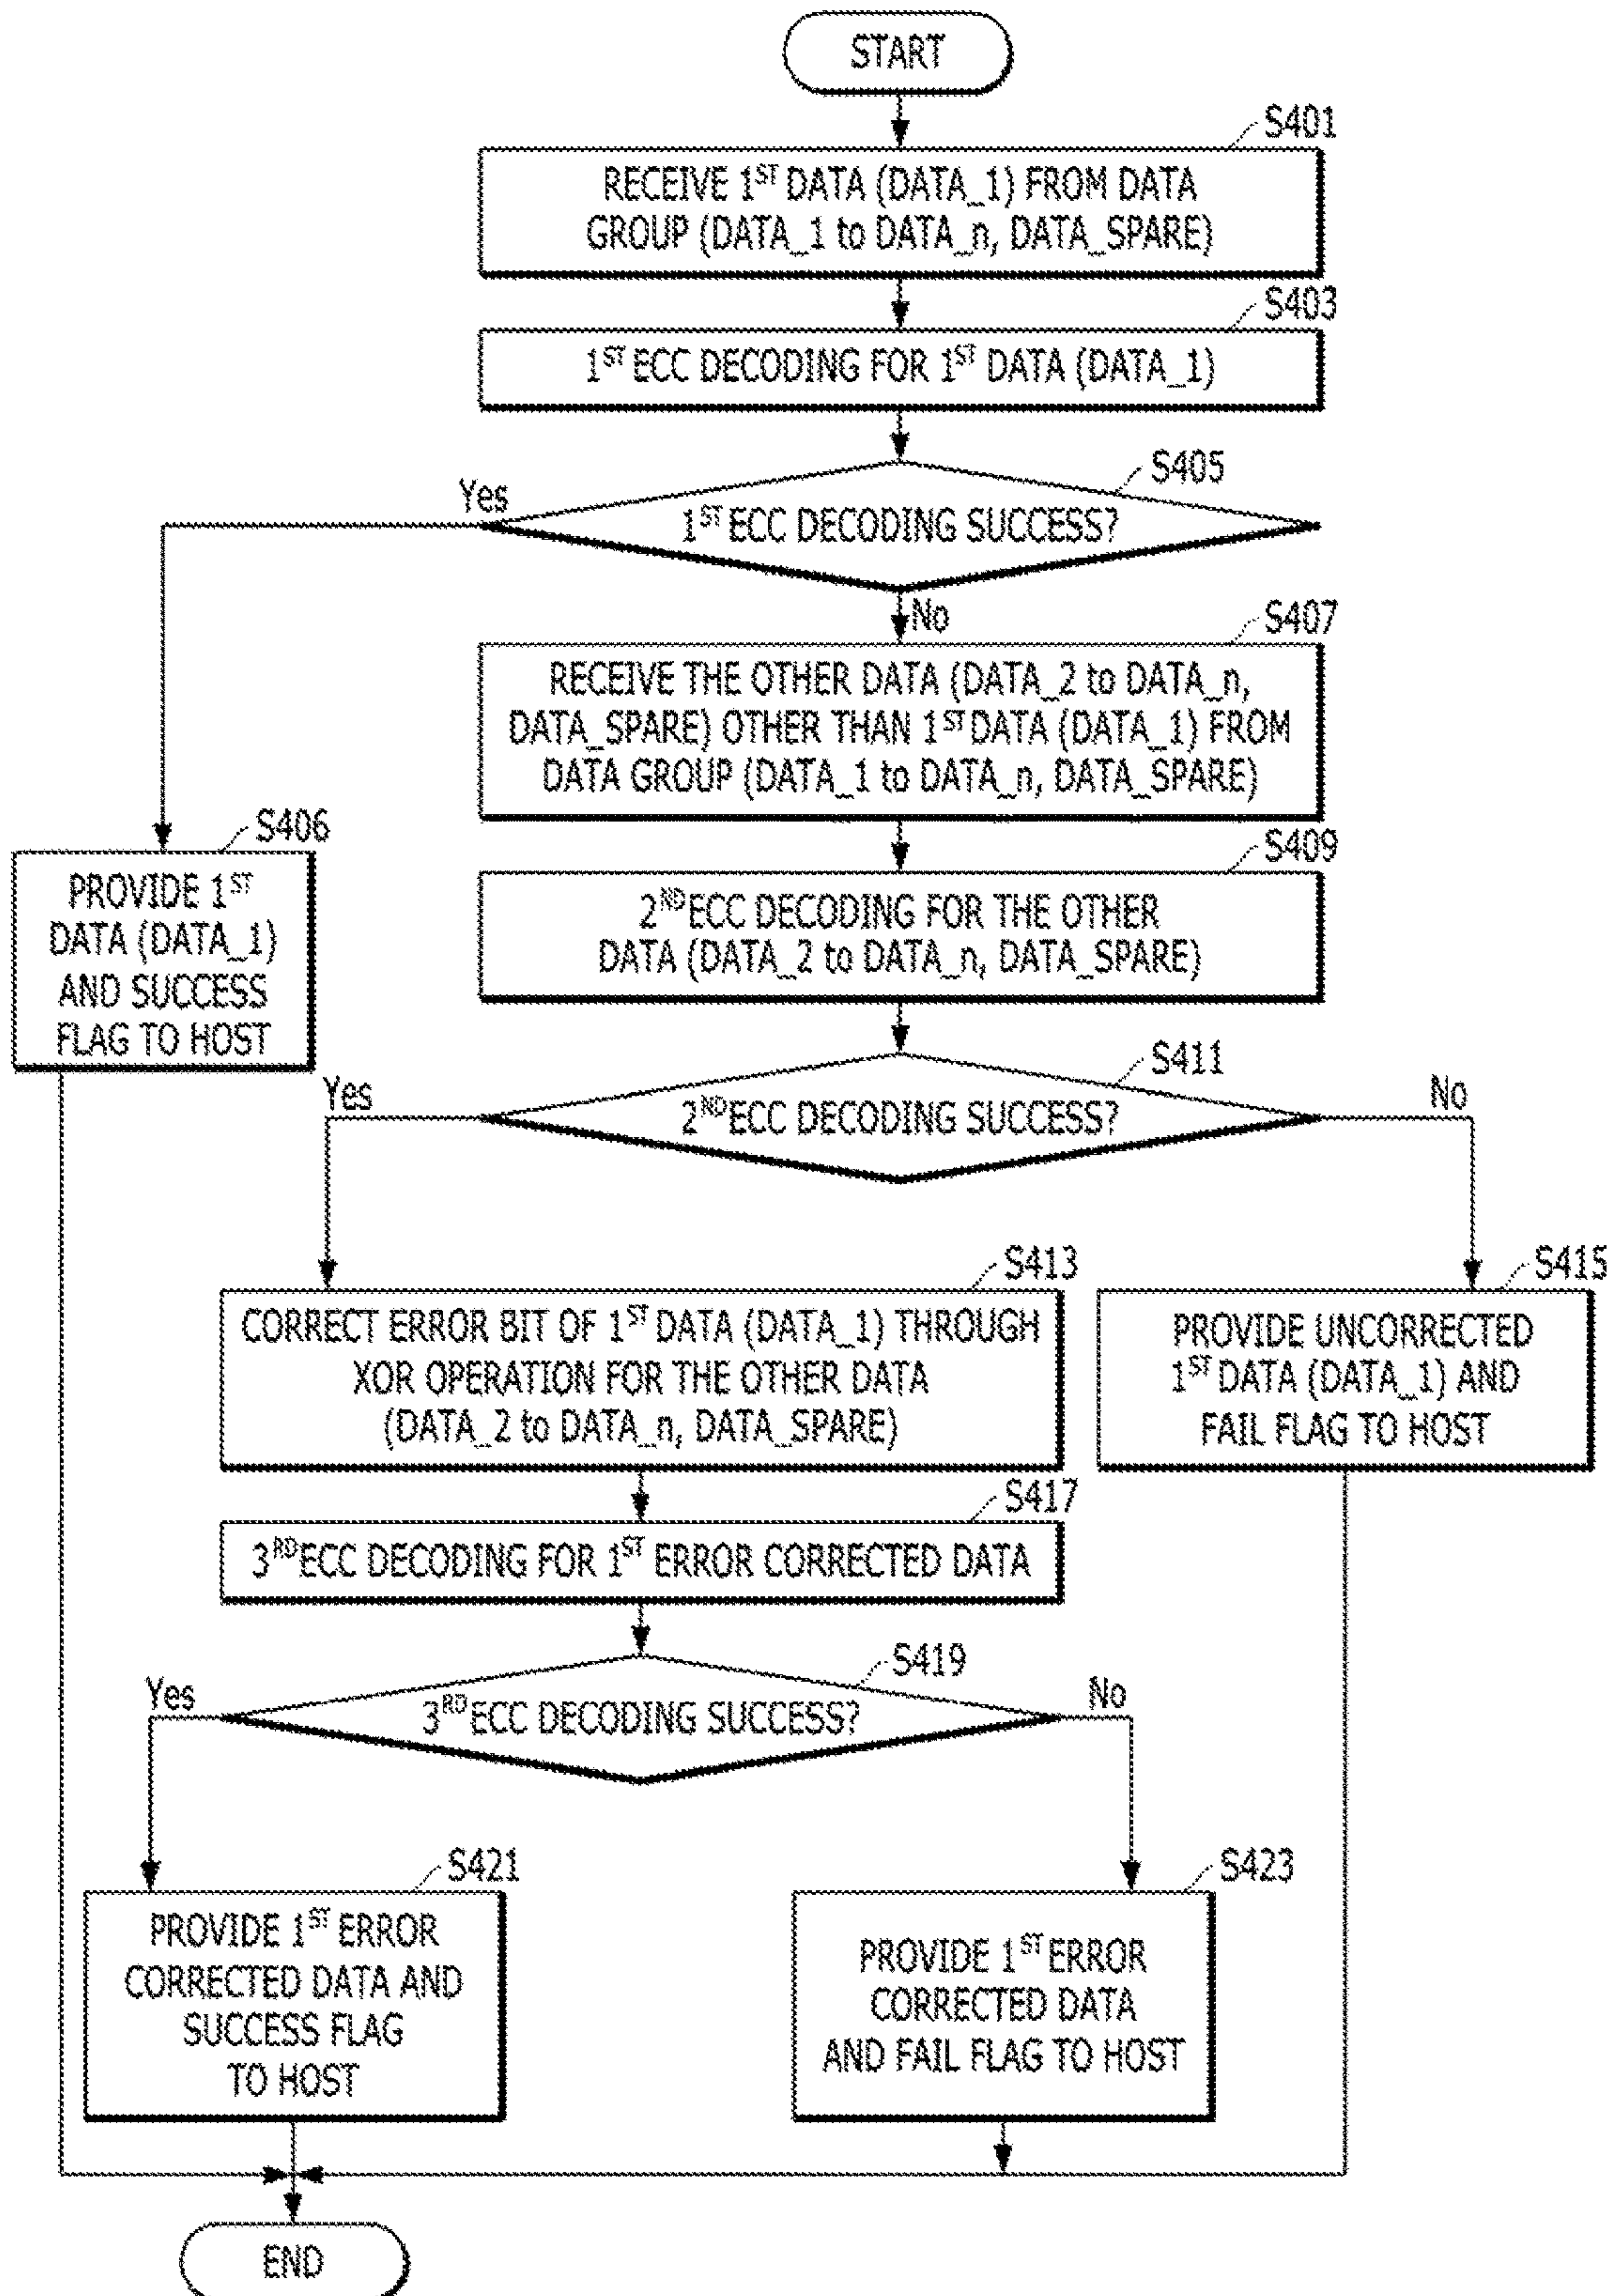 START
S401
RECEIVE 1ST DATA (DATA_1) FROM DATA
GROUP (DATA_1 to DATA_n, DATA_SPARE)
S403
1ST ECC DECODING FOR 1ST DATA (DATA_1)
S405
Yes
1ST ECC DECODING SUCCESS?
No
S407
RECEIVE THE OTHER DATA (DATA_2 to DATA_n,
DATA_SPARE) OTHER THAN 1ST DATA (DATA_1) FROM
DATA GROUP (DATA_1 to DATA_n, DATA_SPARE)
S406
PROVIDE 1ST
DATA (DATA_1)
AND SUCCESS
FLAG TO HOST
S409
2ND ECC DECODING FOR THE OTHER
DATA (DATA_2 to DATA_n, DATA_SPARE)
S411
Yes
2ND ECC DECODING SUCCESS?
No
S413
CORRECT ERROR BIT OF 1ST DATA (DATA_1) THROUGH
XOR OPERATION FOR THE OTHER DATA
(DATA_2 to DATA_n, DATA_SPARE)
S415
PROVIDE UNCORRECTED
1ST DATA (DATA_1) AND
FAIL FLAG TO HOST
S417
3RD ECC DECODING FOR 1ST ERROR CORRECTED DATA
S419
Yes
3RD ECC DECODING SUCCESS?
No
S421
PROVIDE 1ST ERROR
CORRECTED DATA AND
SUCCESS FLAG
TO HOST
S423
PROVIDE 1ST ERROR
CORRECTED DATA
AND FAIL FLAG TO HOST
END